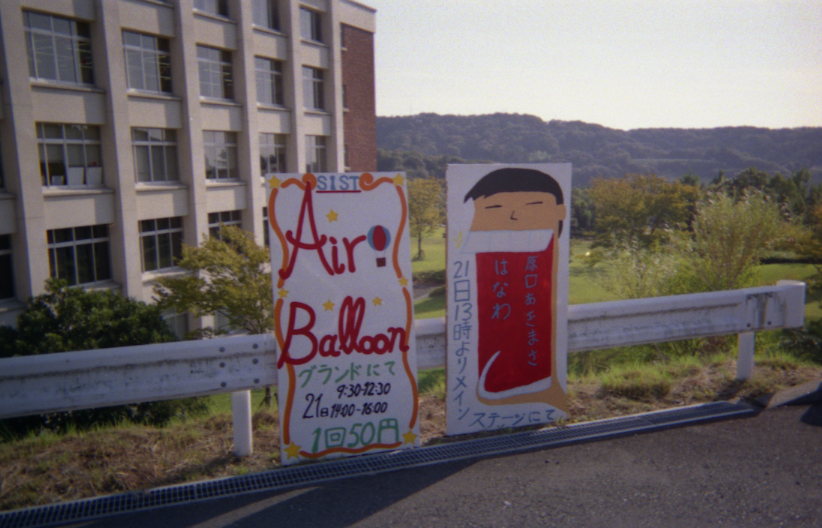 SIST
Air
Balloon
グランドにて
9:30-12:30
21日 14:00-16:00
1回50円
原口あきまさ
はなわ
21日13時よりメイン
ステージにて